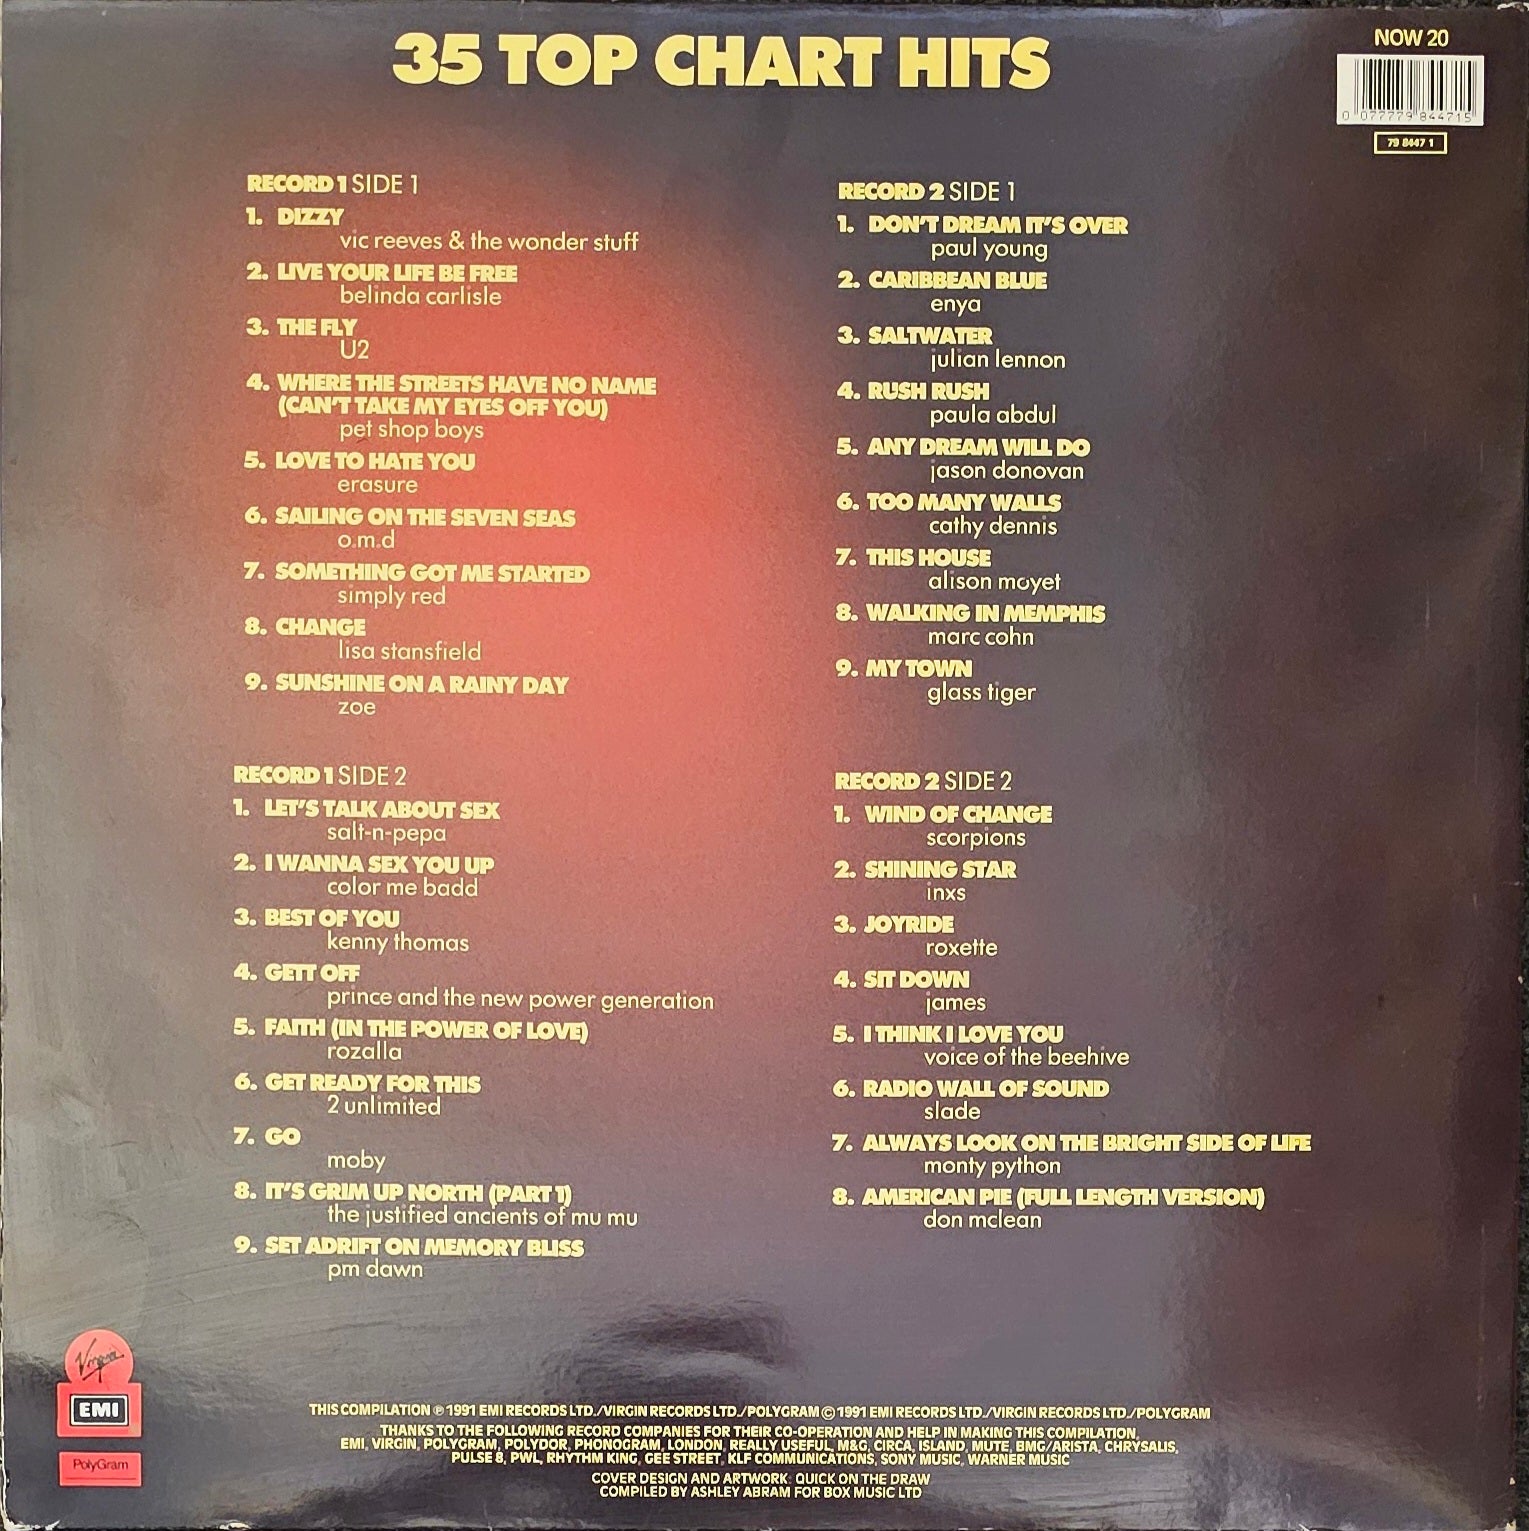 35 TOP CHART HITS
NOW 20
0 077779 844715
79 8447 1
RECORD 1 SIDE 1
1. DIZZY
vic reeves & the wonder stuff
2. LIVE YOUR LIFE BE FREE
belinda carlisle
3. THE FLY
U2
4. WHERE THE STREETS HAVE NO NAME
(CAN'T TAKE MY EYES OFF YOU)
pet shop boys
5. LOVE TO HATE YOU
erasure
6. SAILING ON THE SEVEN SEAS
o.m.d
7. SOMETHING GOT ME STARTED
simply red
8. CHANGE
lisa stansfield
9. SUNSHINE ON A RAINY DAY
zoe
RECORD 1 SIDE 2
1. LET'S TALK ABOUT SEX
salt-n-pepa
2. I WANNA SEX YOU UP
color me badd
3. BEST OF YOU
kenny thomas
4. GETT OFF
prince and the new power generation
5. FAITH (IN THE POWER OF LOVE)
rozalla
6. GET READY FOR THIS
2 unlimited
7. GO
moby
8. IT'S GRIM UP NORTH (PART 1)
the justified ancients of mu mu
9. SET ADRIFT ON MEMORY BLISS
pm dawn
RECORD 2 SIDE 1
1. DON'T DREAM IT'S OVER
paul young
2. CARIBBEAN BLUE
enya
3. SALTWATER
julian lennon
4. RUSH RUSH
paula abdul
5. ANY DREAM WILL DO
jason donovan
6. TOO MANY WALLS
cathy dennis
7. THIS HOUSE
alison moyet
8. WALKING IN MEMPHIS
marc cohn
9. MY TOWN
glass tiger
RECORD 2 SIDE 2
1. WIND OF CHANGE
scorpions
2. SHINING STAR
inxs
3. JOYRIDE
roxette
4. SIT DOWN
james
5. I THINK I LOVE YOU
voice of the beehive
6. RADIO WALL OF SOUND
slade
7. ALWAYS LOOK ON THE BRIGHT SIDE OF LIFE
monty python
8. AMERICAN PIE (FULL LENGTH VERSION)
don mclean
Virgin
EMI
PolyGram
THIS COMPILATION ℗ 1991 EMI RECORDS LTD./VIRGIN RECORDS LTD./POLYGRAM © 1991 EMI RECORDS LTD./VIRGIN RECORDS LTD./POLYGRAM
THANKS TO THE FOLLOWING RECORD COMPANIES FOR THEIR CO-OPERATION AND HELP IN MAKING THIS COMPILATION,
EMI, VIRGIN, POLYGRAM, POLYDOR, PHONOGRAM, LONDON, REALLY USEFUL, M&G, CIRCA, ISLAND, MUTE, BMG/ARISTA, CHRYSALIS,
PULSE 8, PWL, RHYTHM KING, GEE STREET, KLF COMMUNICATIONS, SONY MUSIC, WARNER MUSIC
COVER DESIGN AND ARTWORK: QUICK ON THE DRAW
COMPILED BY ASHLEY ABRAM FOR BOX MUSIC LTD